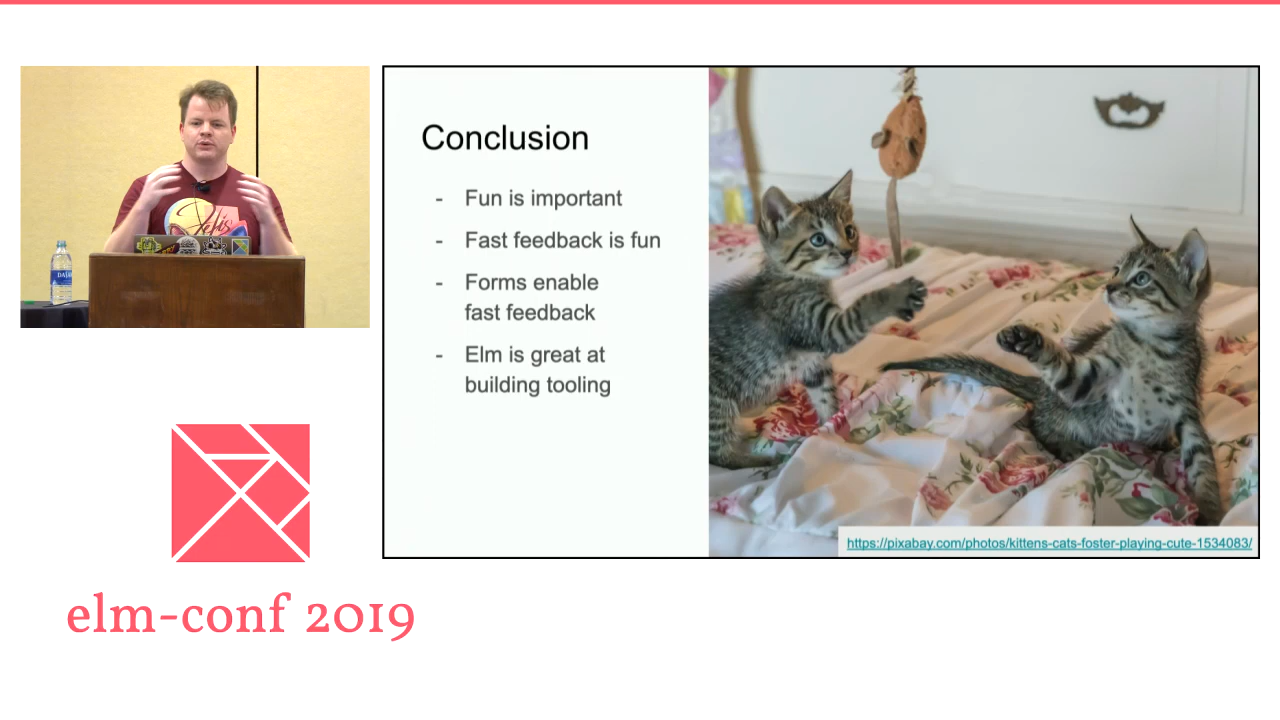 Conclusion
- Fun is important
- Fast feedback is fun
- Forms enable
fast feedback
- Elm is great at
building tooling
https://pixabay.com/photos/kittens-cats-foster-playing-cute-1534083/
elm-conf 2019